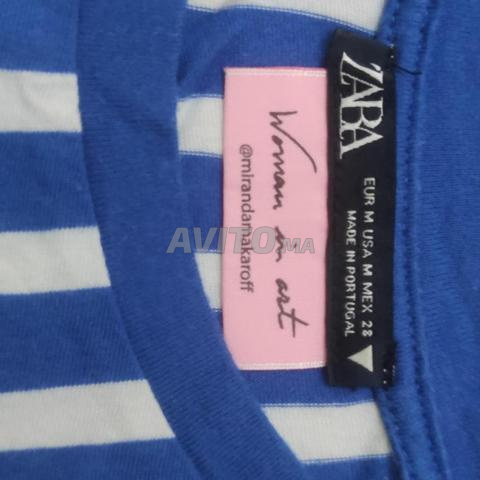 ZARA
EUR M USA M MEX 28
MADE IN PORTUGAL
Woman in art
@mirandamakaroff
AVITO.MA